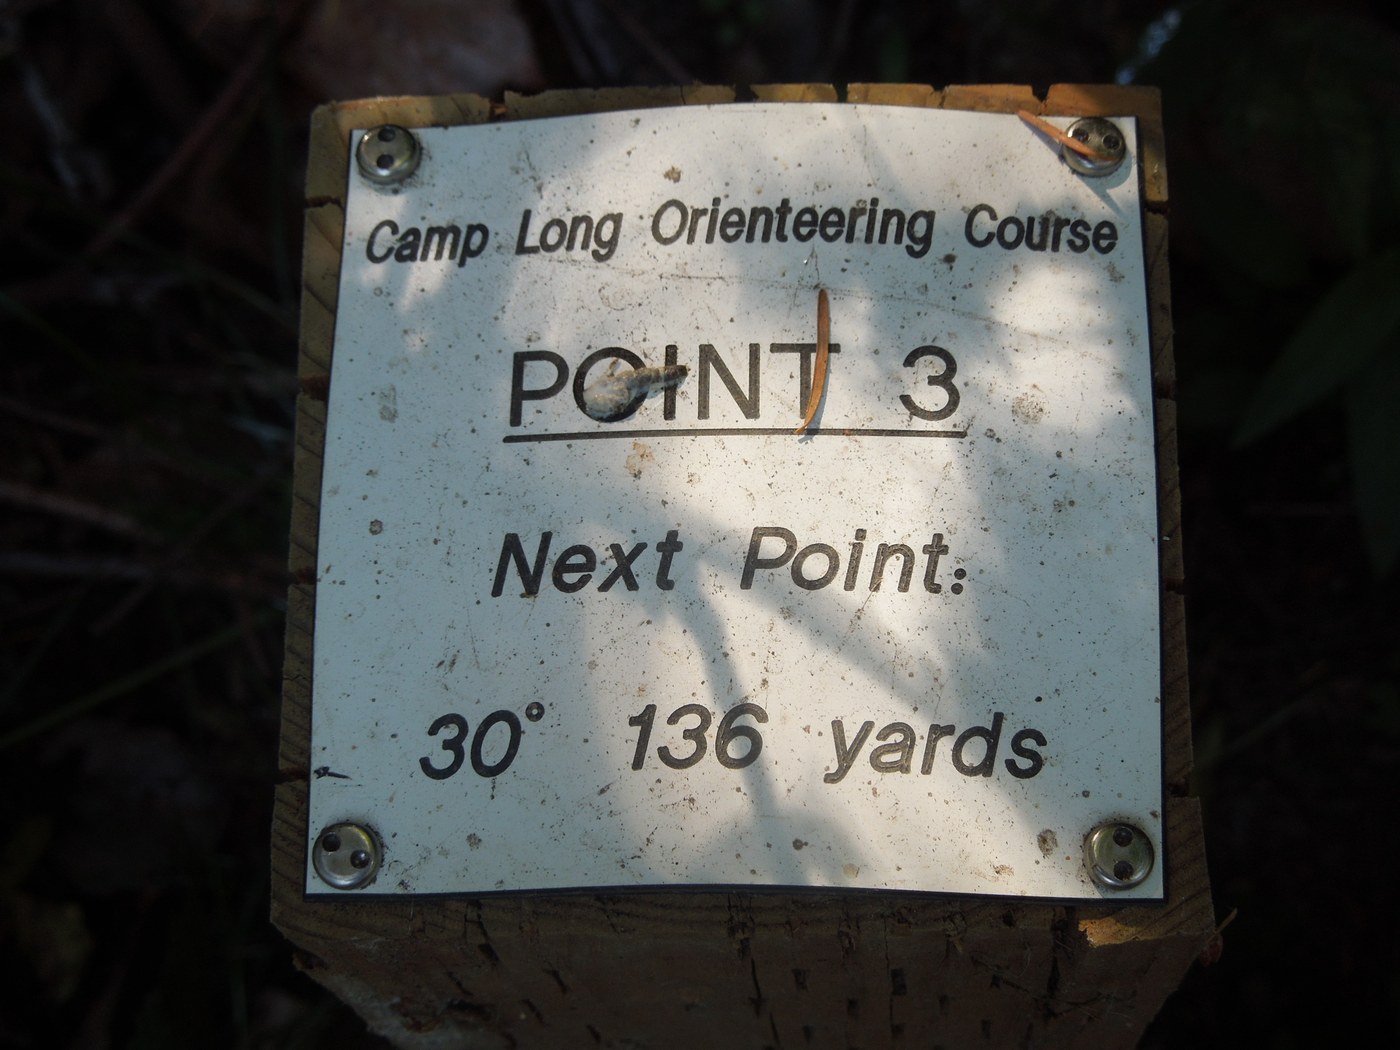 Camp Long Orienteering Course
POINT 3
Next Point:
30° 136 yards